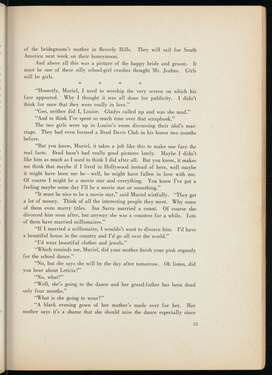 of the bridegroom's mother in Beverly Hills. They will sail for South
America next week on their honeymoon.
And above all this was a picture of the happy bride and groom. It
must be one of these silly school-girl crushes thought Mr. Jeahns. Girls
will be girls.
* * * * *
"Honestly, Muriel, I used to worship the very screen on which his
face appeared. Why I thought it was all done for publicity. I didn't
think for once that they were really in love."
"Gee, neither did I, Louise. Gladys called up and was she mad."
"And to think I've spent so much time over that scrapbook."
The two girls were up in Louise's room discussing their idol's mar-
riage. They had even formed a Brad Davis Club in his honor two months
before.
"But you know, Muriel, it takes a job like this to make one face the
real facts. Brad hasn't had really good pictures lately. Maybe I didn't
like him as much as I used to think I did after all. But you know, it makes
me think that maybe if I lived in Hollywood instead of here, well maybe
it might have been me he—well, he might have fallen in love with me.
Of course I might be a movie star and everything. You know I've got a
feeling maybe some day I'll be a movie star or something."
"It must be nice to be a movie star," said Muriel wistfully. "They get
a lot of money. Think of all the interesting people they meet. Why some
of them even marry titles. Isa Sarra married a count. Of course she
divorced him soon after, but anyway she was a countess for a while. Lots
of them have married millionaires."
"If I married a millionaire, I wouldn't want to divorce him. I'd have
a beautiful house in the country and I'd go all over the world."
"I'd wear beautiful clothes and jewels."
"Which reminds me, Muriel, did your mother finish your pink organdy
for the school dance."
"No, but she says she will by the day after tomorrow. Oh listen, did
you hear about Leticia?"
"No, what?"
"Well, she's going to the dance and her grand-father has been dead
only four months."
"What is she going to wear?"
"A black evening gown of her mother's made over for her. Her
mother says it's a shame that she should miss the dance especially since